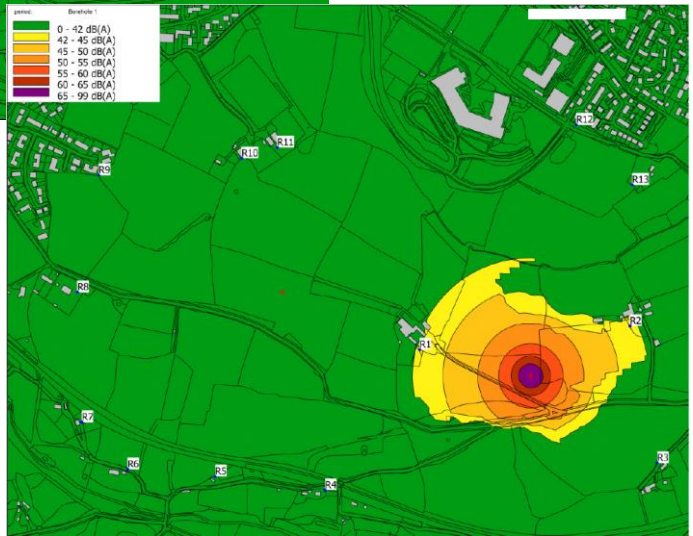 period. Borehole 1
0 - 42 dB(A)
42 - 45 dB(A)
45 - 50 dB(A)
50 - 55 dB(A)
55 - 60 dB(A)
60 - 65 dB(A)
65 - 99 dB(A)
R12
R11
R10
R9
R13
R8
R2
R1
R7
R3
R6
R5
R4